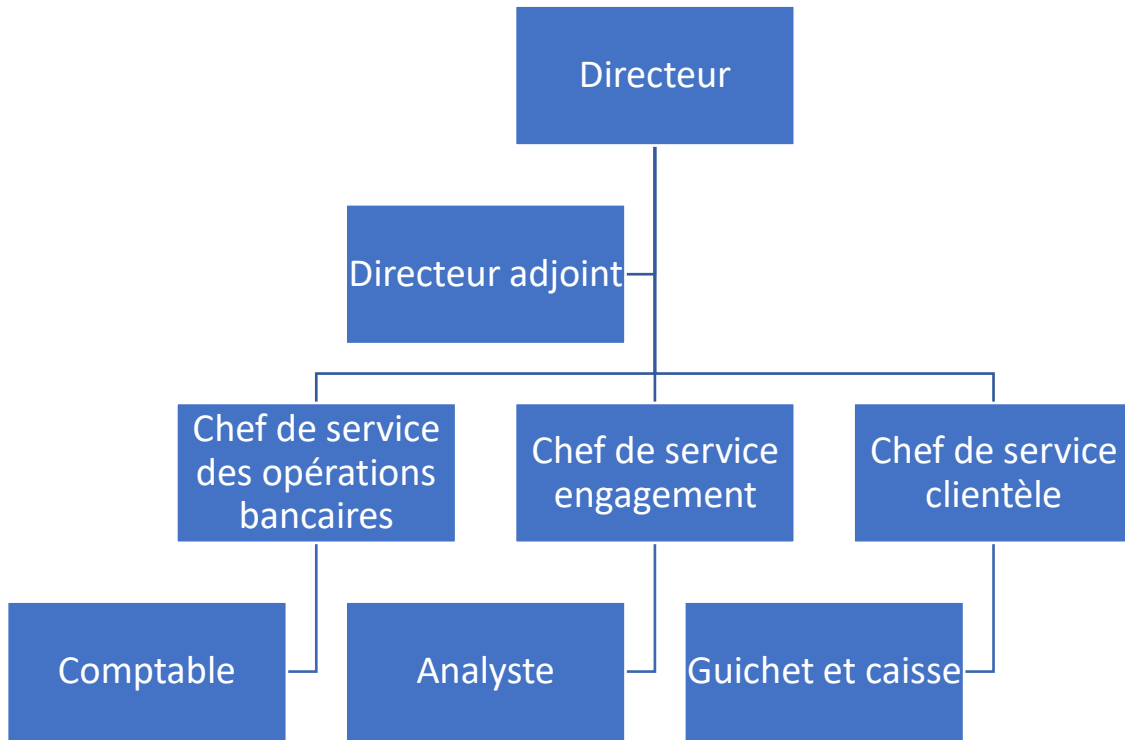 Directeur
Directeur adjoint
Chef de service
des opérations
bancaires
Chef de service
engagement
Chef de service
clientèle
Comptable
Analyste
Guichet et caisse